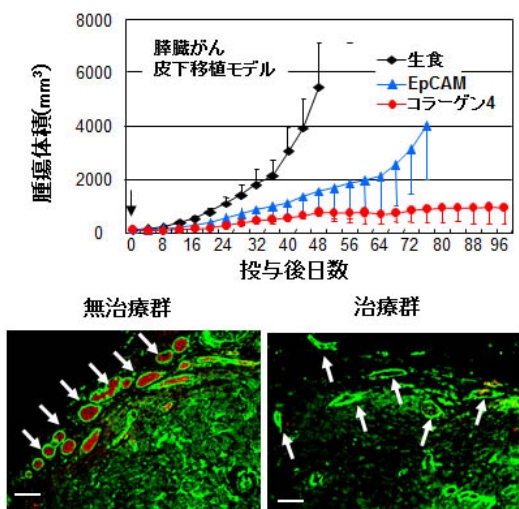 膵臓がん
皮下移植モデル
生食
EpCAM
コラーゲン4
腫瘍体積(mm³)
8000
6000
4000
2000
0
0 8 16 24 32 40 48 56 64 72 80 88 96
投与後日数
無治療群
治療群